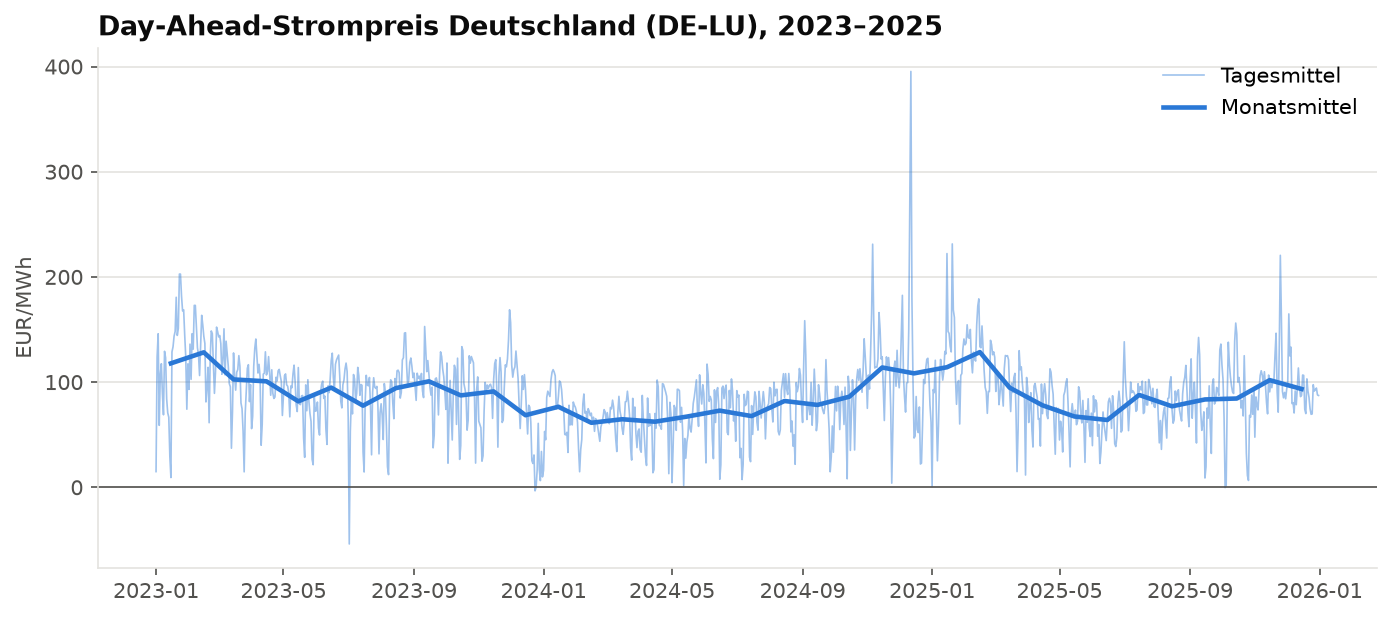 Day-Ahead-Strompreis Deutschland (DE-LU), 2023–2025
EUR/MWh
400
300
200
100
0
Tagesmittel
Monatsmittel
2023-01 2023-05 2023-09 2024-01 2024-05 2024-09 2025-01 2025-05 2025-09 2026-01